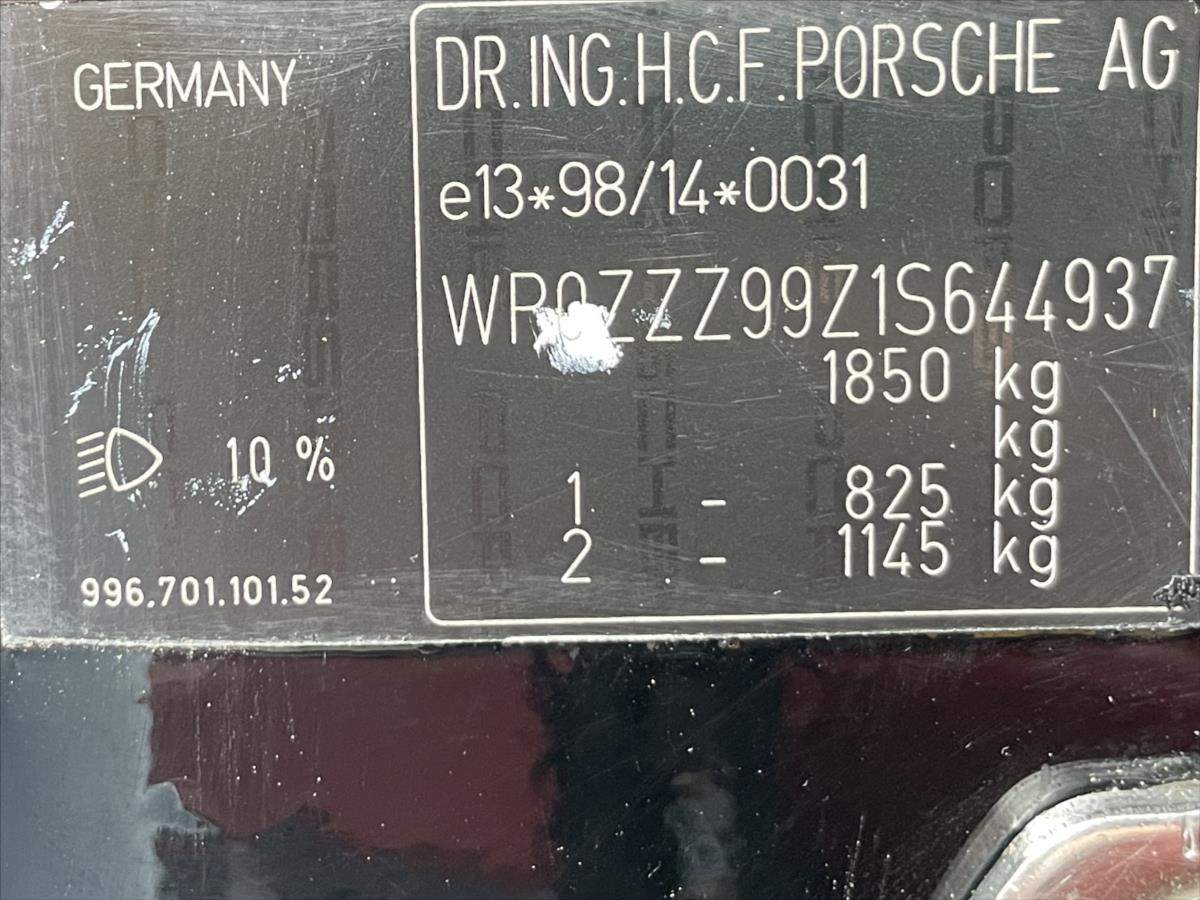 GERMANY
DR.ING.H.C.F.PORSCHE AG
e13*98/14*0031
WP0ZZZ99Z1S644937
1850 kg
kg
10 %
1 - 825 kg
2 - 1145 kg
996.701.101.52